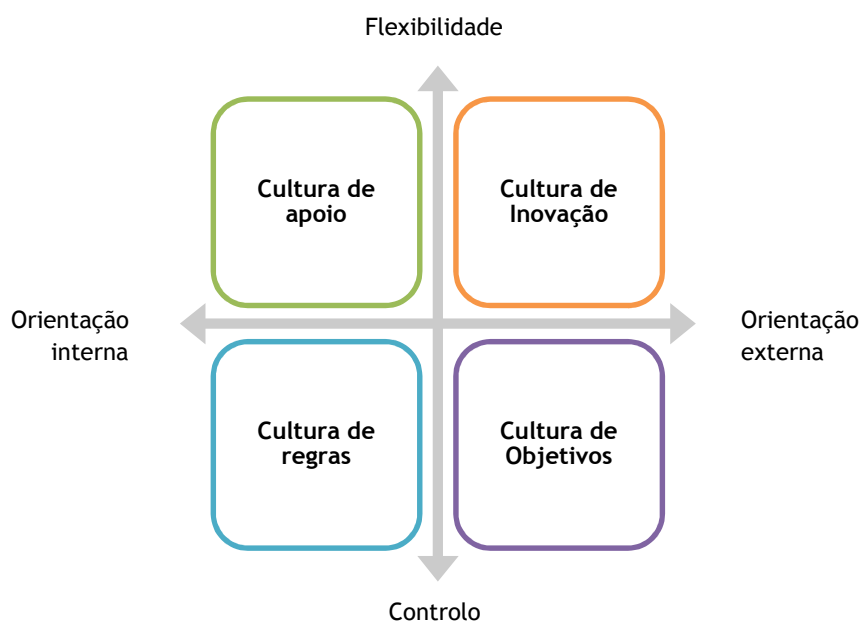 Flexibilidade
Cultura de
apoio
Cultura de
Inovação
Orientação
interna
Orientação
externa
Cultura de
regras
Cultura de
Objetivos
Controlo